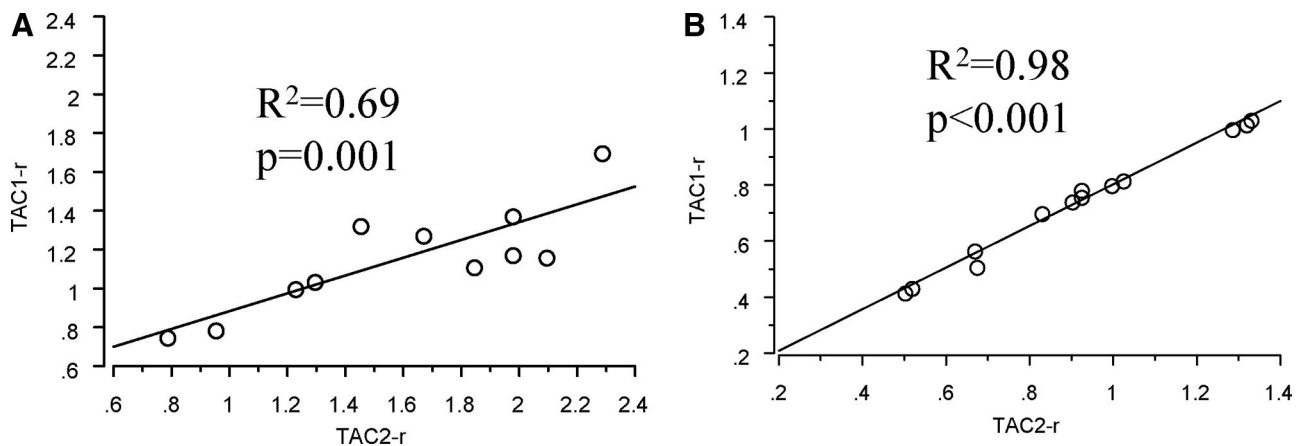 A
2.4
2.2
2
1.8
1.6
1.4
1.2
1
.8
.6
TAC1-r
R²=0.69
p=0.001
.6 .8 1 1.2 1.4 1.6 1.8 2 2.2 2.4
TAC2-r
B
1.4
1.2
1
.8
.6
.4
.2
TAC1-r
R²=0.98
p<0.001
.2 .4 .6 .8 1 1.2 1.4
TAC2-r